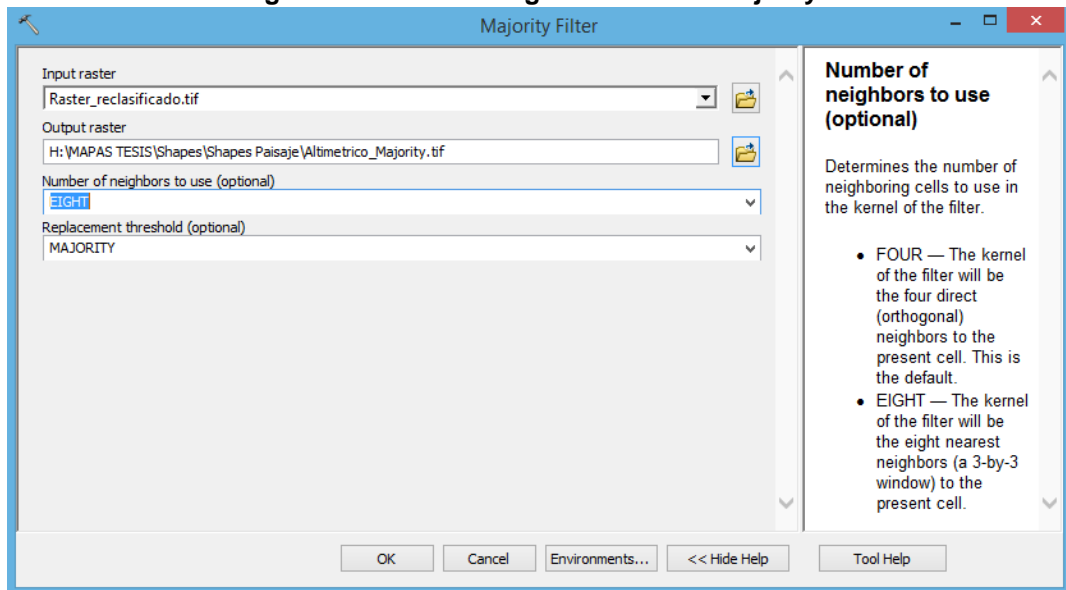 Majority Filter
Input raster
Raster_reclasificado.tif
Output raster
H:\MAPAS TESIS\Shapes\Shapes Paisaje\Altimetrico_Majority.tif
Number of neighbors to use (optional)
EIGHT
Replacement threshold (optional)
MAJORITY
OK
Cancel
Environments...
<< Hide Help
Number of
neighbors to use
(optional)
Determines the number of
neighboring cells to use in
the kernel of the filter.
• FOUR — The kernel
of the filter will be
the four direct
(orthogonal)
neighbors to the
present cell. This is
the default.
• EIGHT — The kernel
of the filter will be
the eight nearest
neighbors (a 3-by-3
window) to the
present cell.
Tool Help